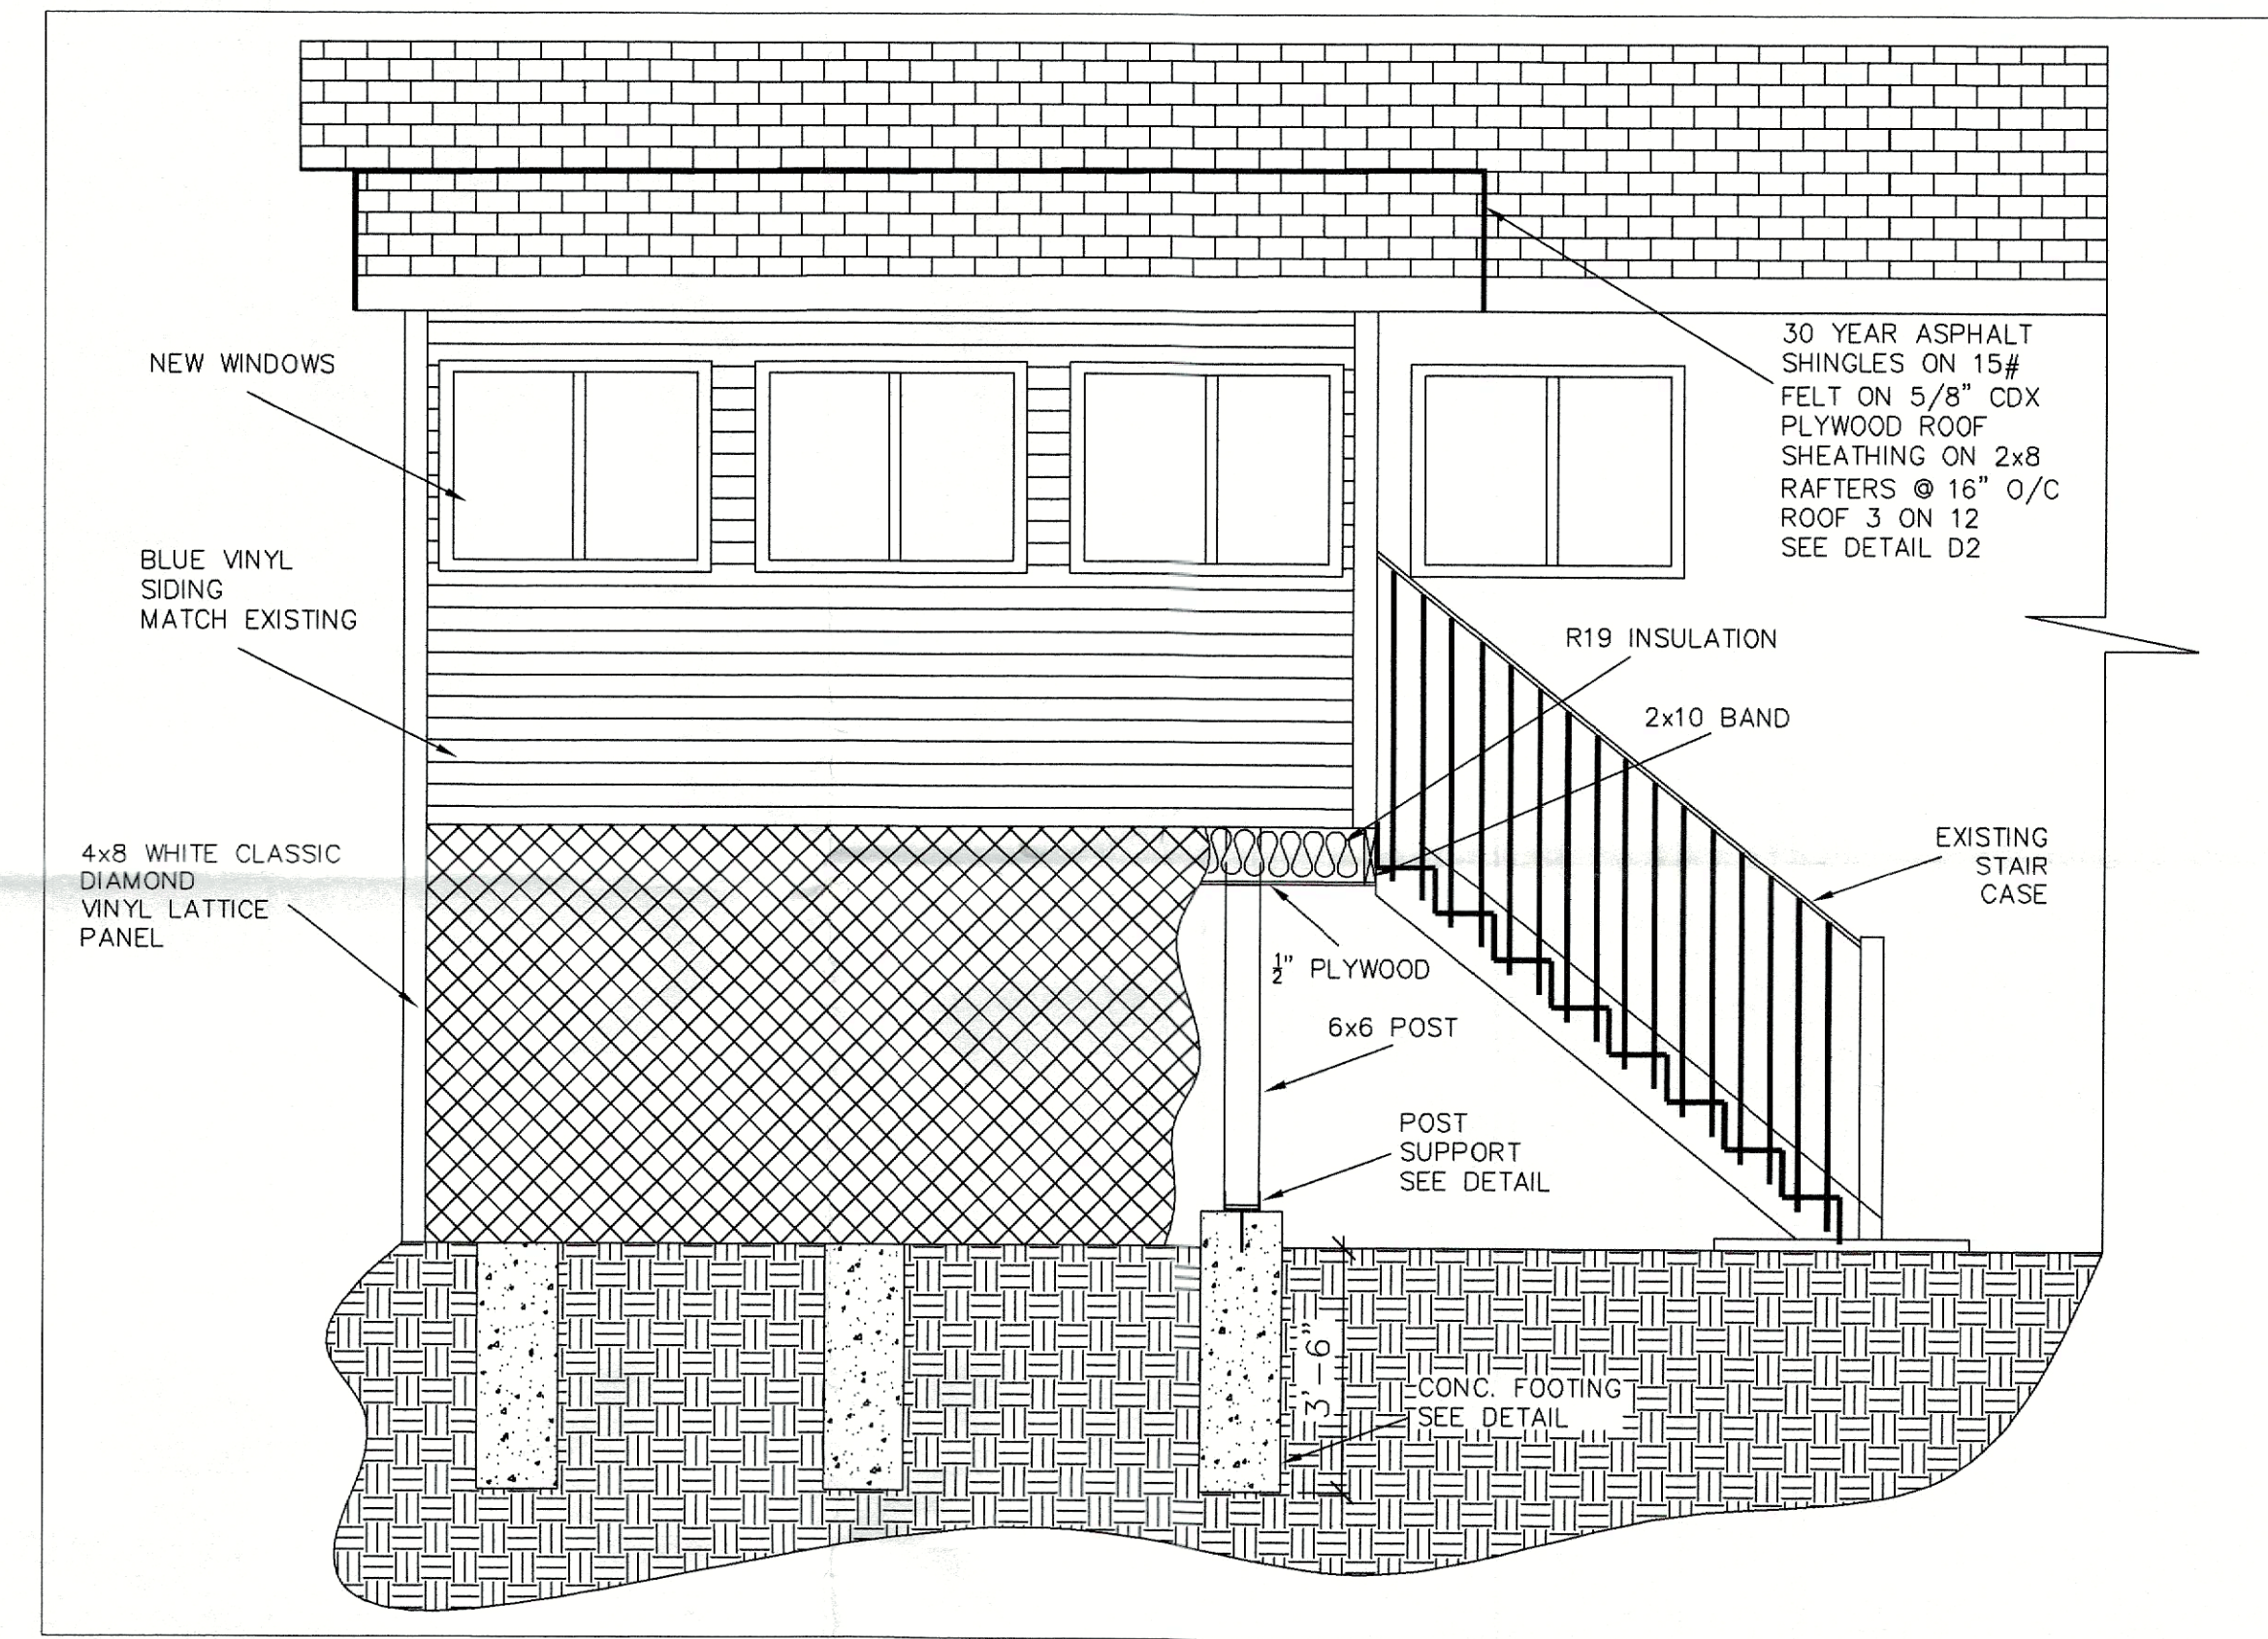 NEW WINDOWS
BLUE VINYL
SIDING
MATCH EXISTING
4x8 WHITE CLASSIC
DIAMOND
VINYL LATTICE
PANEL
30 YEAR ASPHALT
SHINGLES ON 15#
FELT ON 5/8" CDX
PLYWOOD ROOF
SHEATHING ON 2x8
RAFTERS @ 16" O/C
ROOF 3 ON 12
SEE DETAIL D2
R19 INSULATION
2x10 BAND
EXISTING
STAIR
CASE
½" PLYWOOD
6x6 POST
POST
SUPPORT
SEE DETAIL
3'-6"
CONC. FOOTING
SEE DETAIL